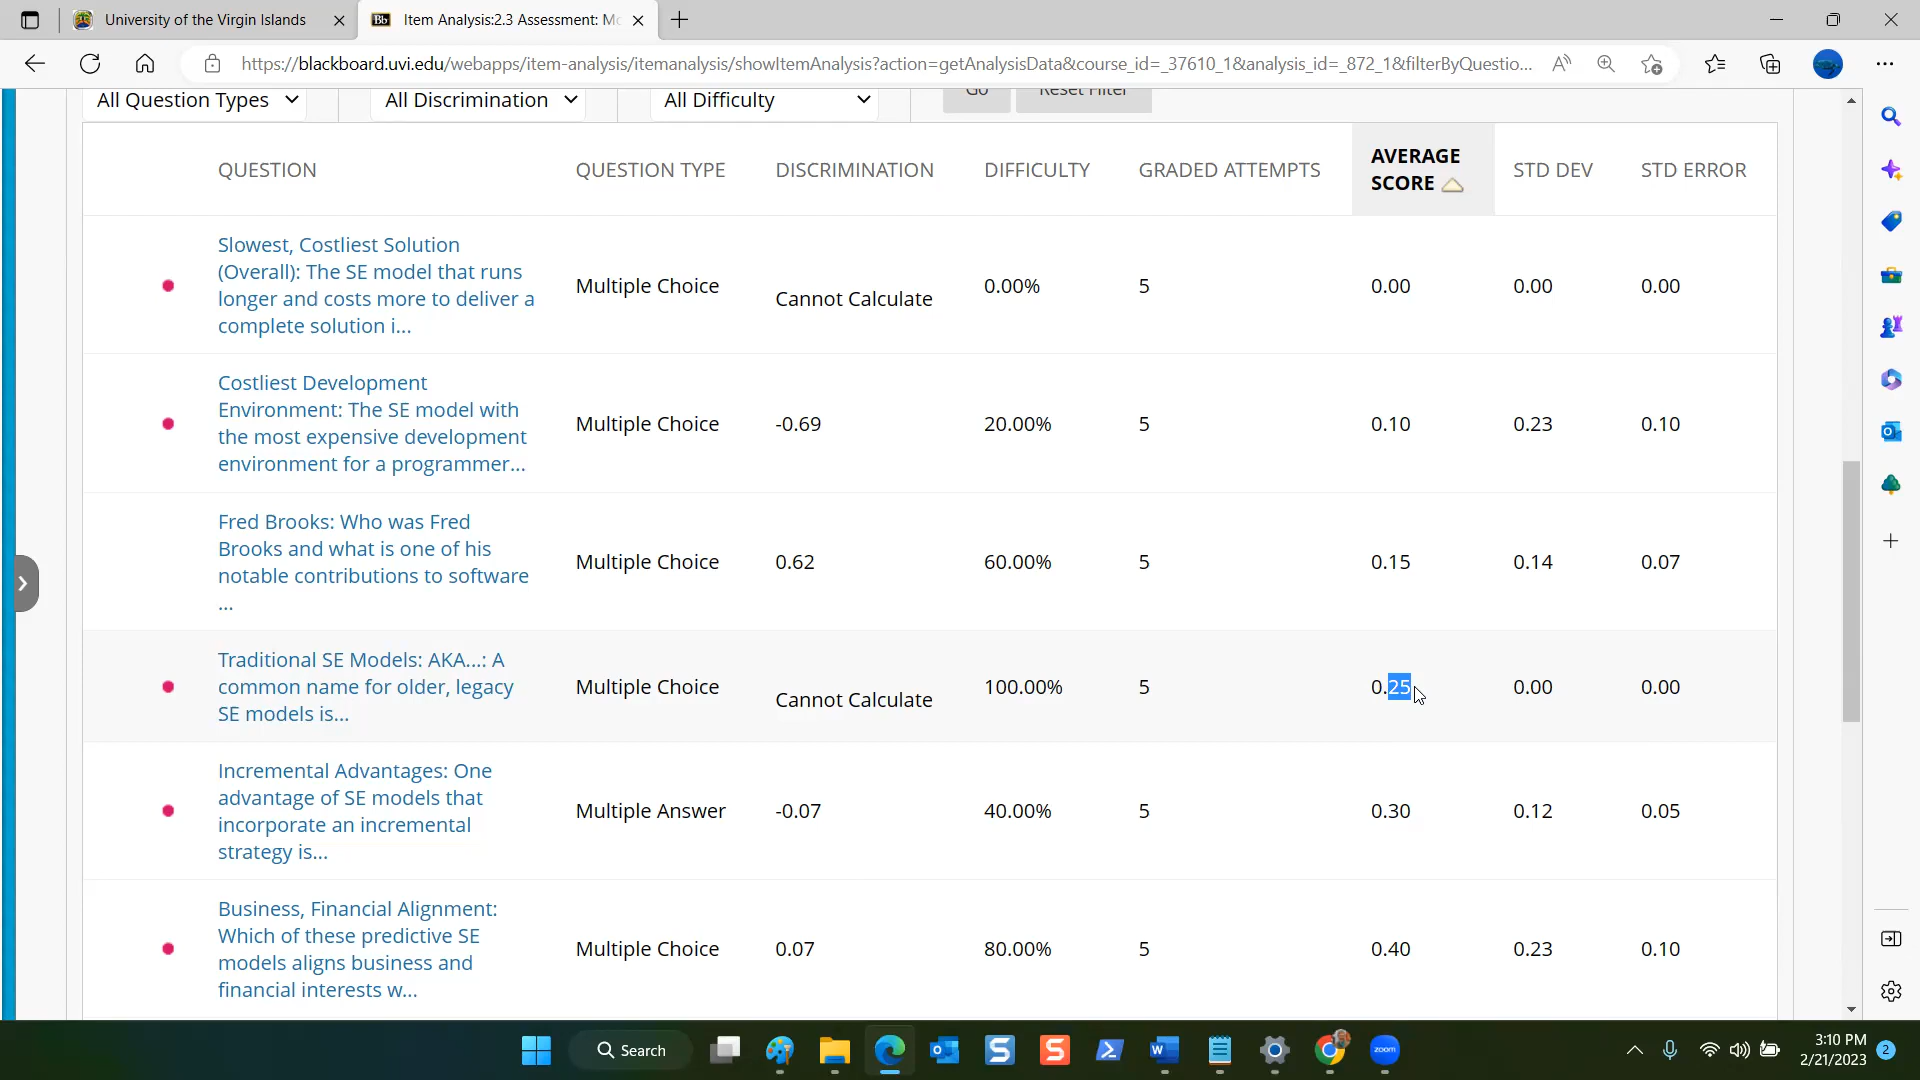 University of the Virgin Islands
Item Analysis:2.3 Assessment: Mo
https://blackboard.uvi.edu/webapps/item-analysis/itemanalysis/showItemAnalysis?action=getAnalysisData&course_id=_37610_1&analysis_id=_872_1&filterByQuestio...
All Question Types
All Discrimination
All Difficulty
Go
Reset Filter
QUESTION
QUESTION TYPE
DISCRIMINATION
DIFFICULTY
GRADED ATTEMPTS
AVERAGE
SCORE
STD DEV
STD ERROR
Slowest, Costliest Solution
(Overall): The SE model that runs
longer and costs more to deliver a
complete solution i...
Multiple Choice
Cannot Calculate
0.00%
5
0.00
0.00
0.00
Costliest Development
Environment: The SE model with
the most expensive development
environment for a programmer...
Multiple Choice
-0.69
20.00%
5
0.10
0.23
0.10
Fred Brooks: Who was Fred
Brooks and what is one of his
notable contributions to software
...
Multiple Choice
0.62
60.00%
5
0.15
0.14
0.07
Traditional SE Models: AKA...: A
common name for older, legacy
SE models is...
Multiple Choice
Cannot Calculate
100.00%
5
0.25
0.00
0.00
Incremental Advantages: One
advantage of SE models that
incorporate an incremental
strategy is...
Multiple Answer
-0.07
40.00%
5
0.30
0.12
0.05
Business, Financial Alignment:
Which of these predictive SE
models aligns business and
financial interests w...
Multiple Choice
0.07
80.00%
5
0.40
0.23
0.10
Search
zoom
3:10 PM
2/21/2023
2